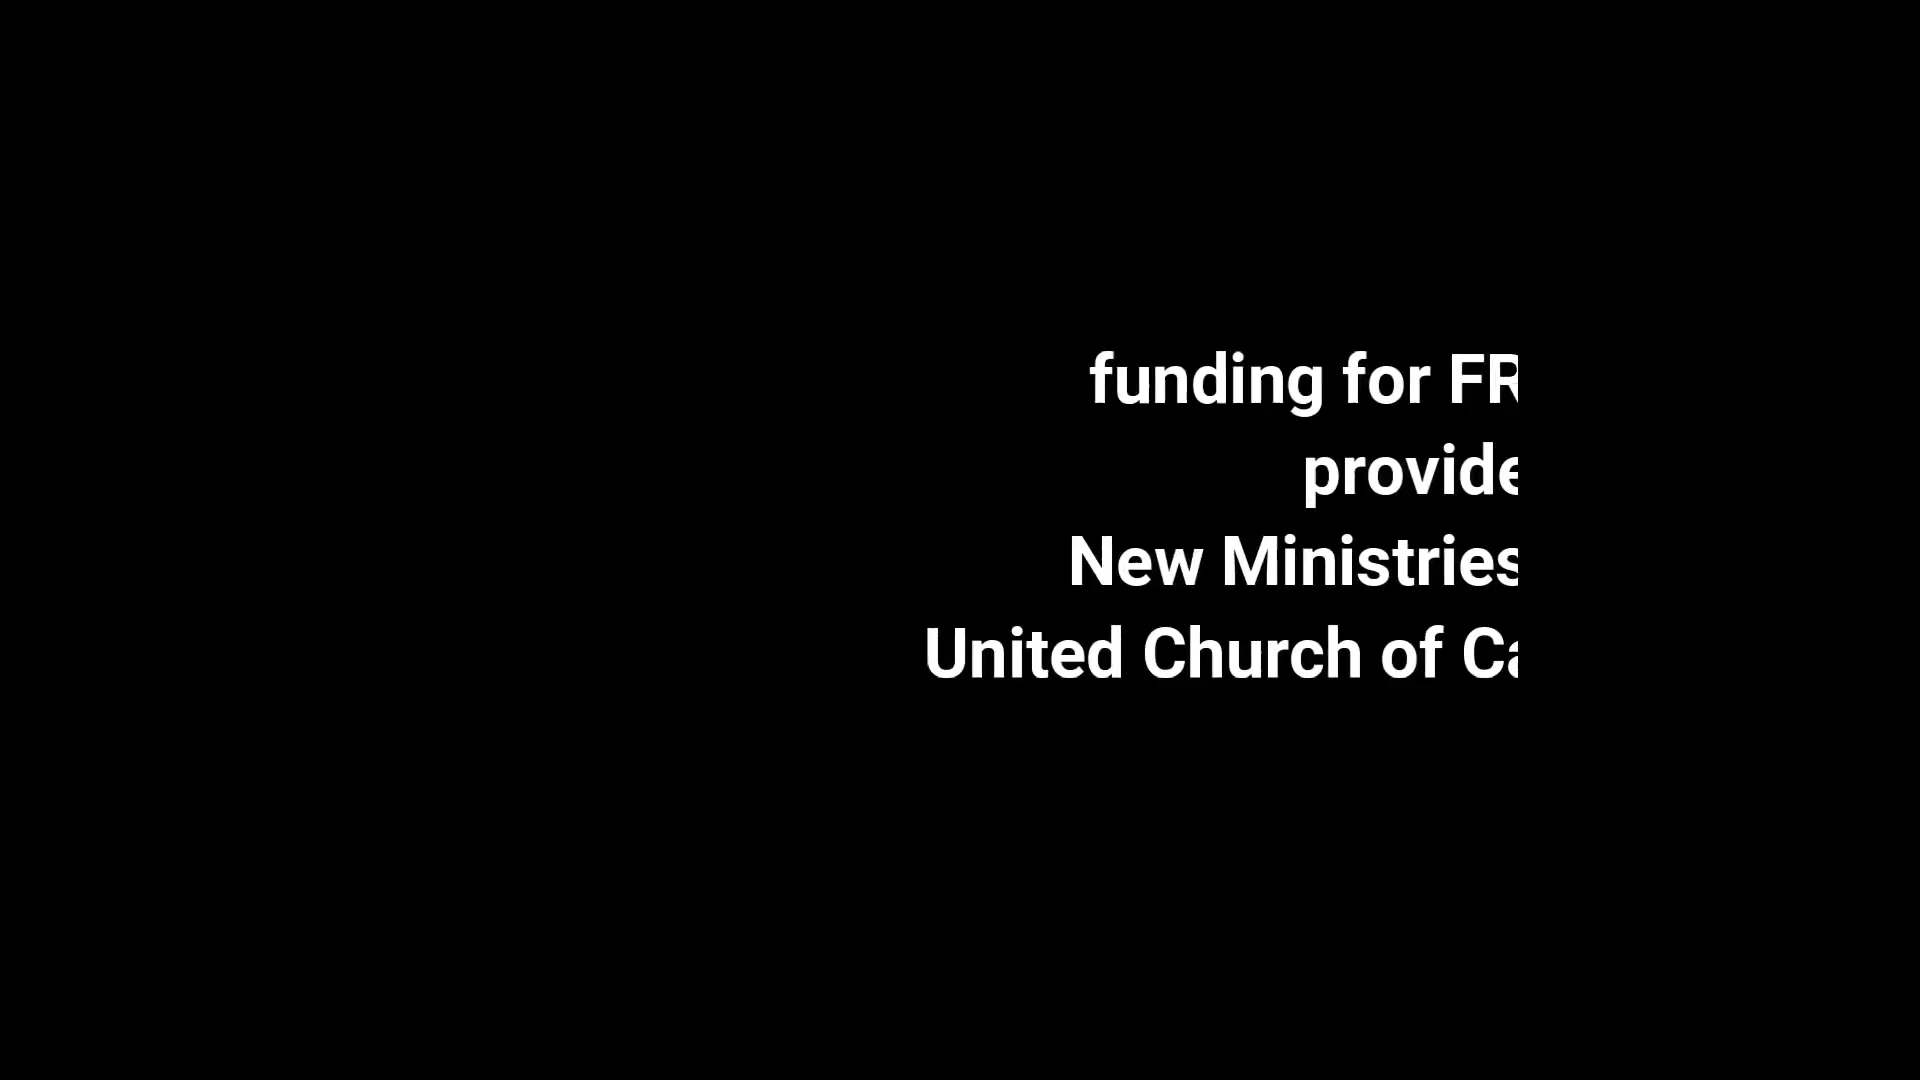 funding for FR
provide
New Ministries
United Church of Ca